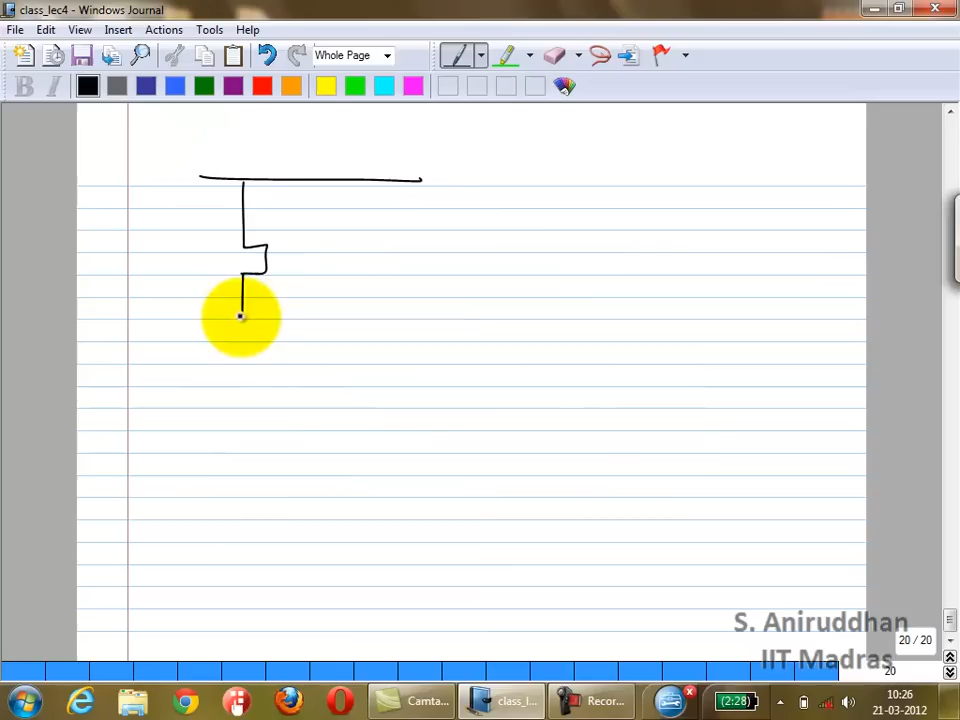 class_lec4 - Windows Journal
File Edit View Insert Actions Tools Help
Whole Page
B I
S. Aniruddhan
20 / 20
IIT Madras
20
Camta...
class_l...
Recor...
(2:28)
10:26
21-03-2012